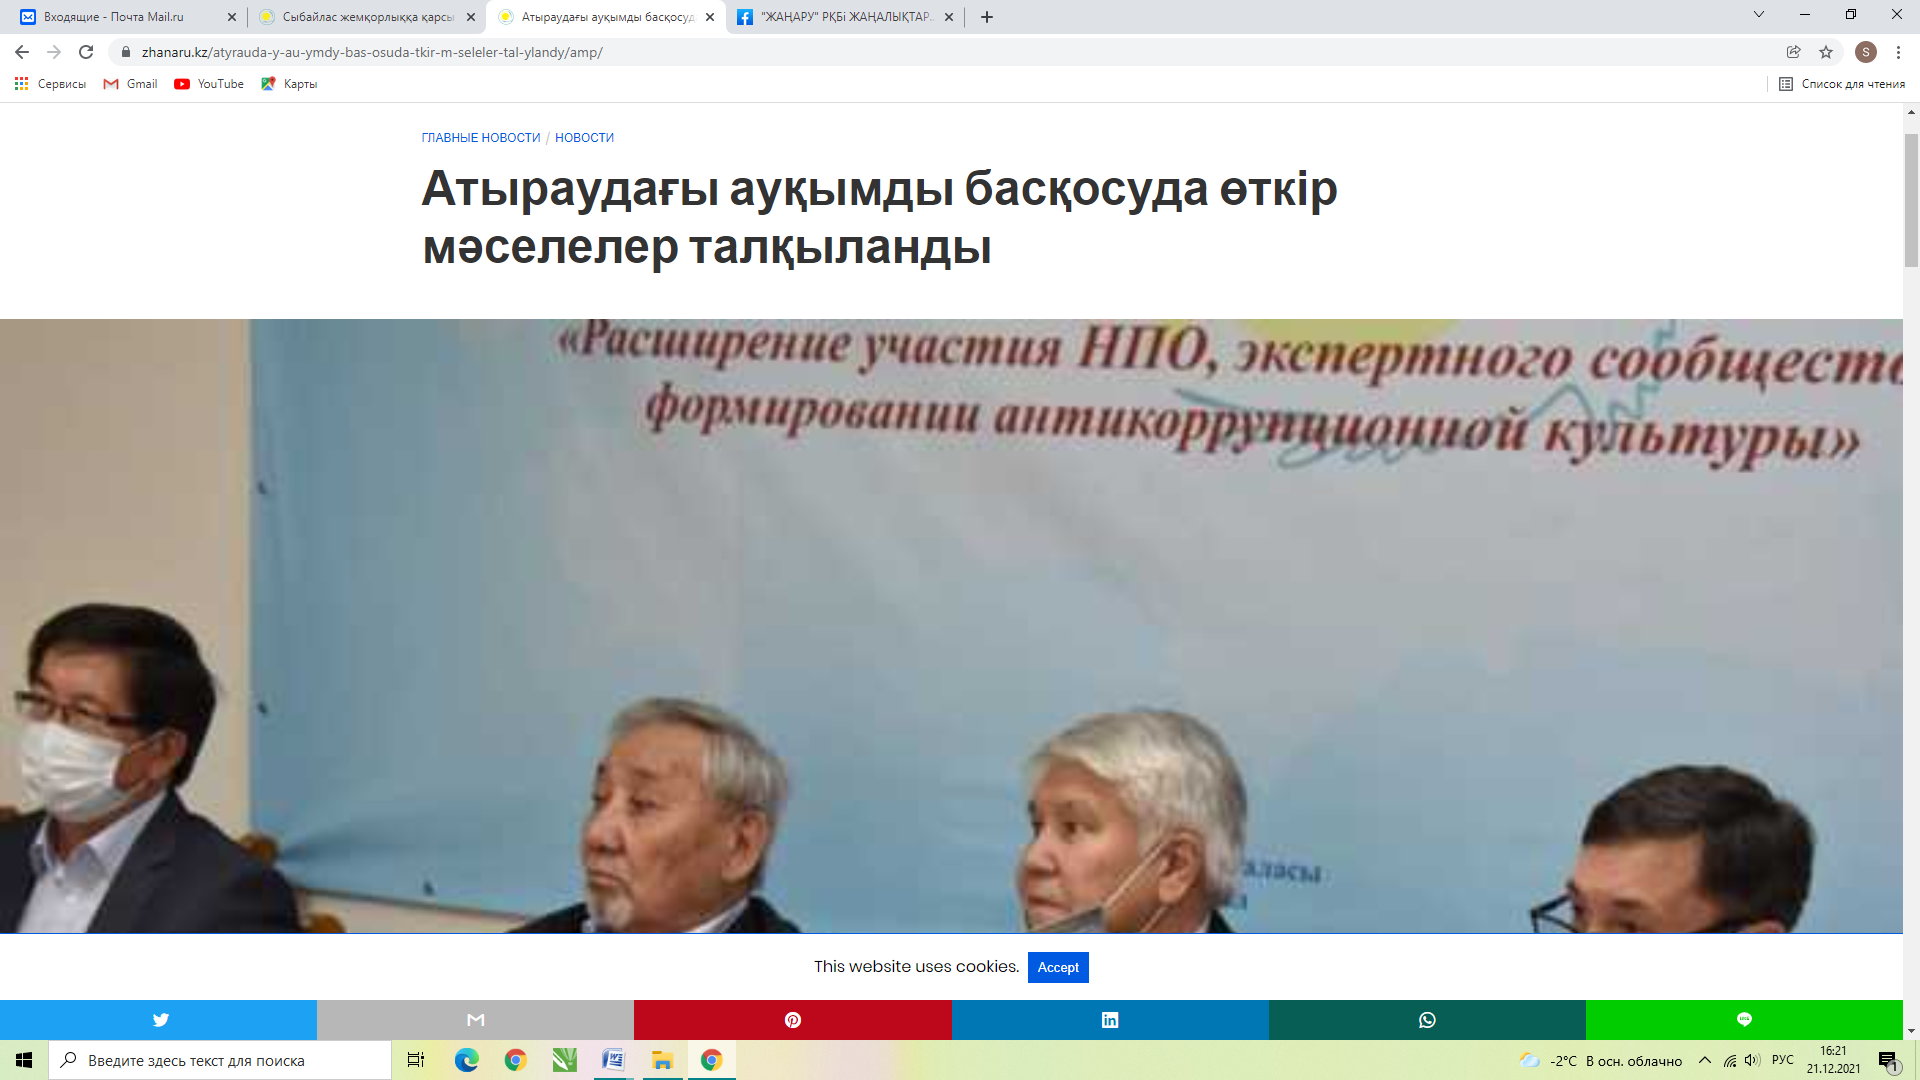 Входящие - Почта Mail.ru
Сыбайлас жемқорлыққа қарсы
Атыраудағы ауқымды басқосуд
"ЖАҢАРУ" РҚБі ЖАҢАЛЫҚТАР
zhanaru.kz/atyrauda-y-au-ymdy-bas-osuda-tkir-m-seleler-tal-ylandy/amp/
S
Сервисы
Gmail
YouTube
Карты
Список для чтения
ГЛАВНЫЕ НОВОСТИ / НОВОСТИ
Атыраудағы ауқымды басқосуда өткір
мәселелер талқыланды
«Расширение участия НПО, экспертного сообщест
формировании антикоррупционной культуры»
аласы
This website uses cookies.
Accept
Введите здесь текст для поиска
-2°C В осн. облачно
РУС
16:21
21.12.2021
1